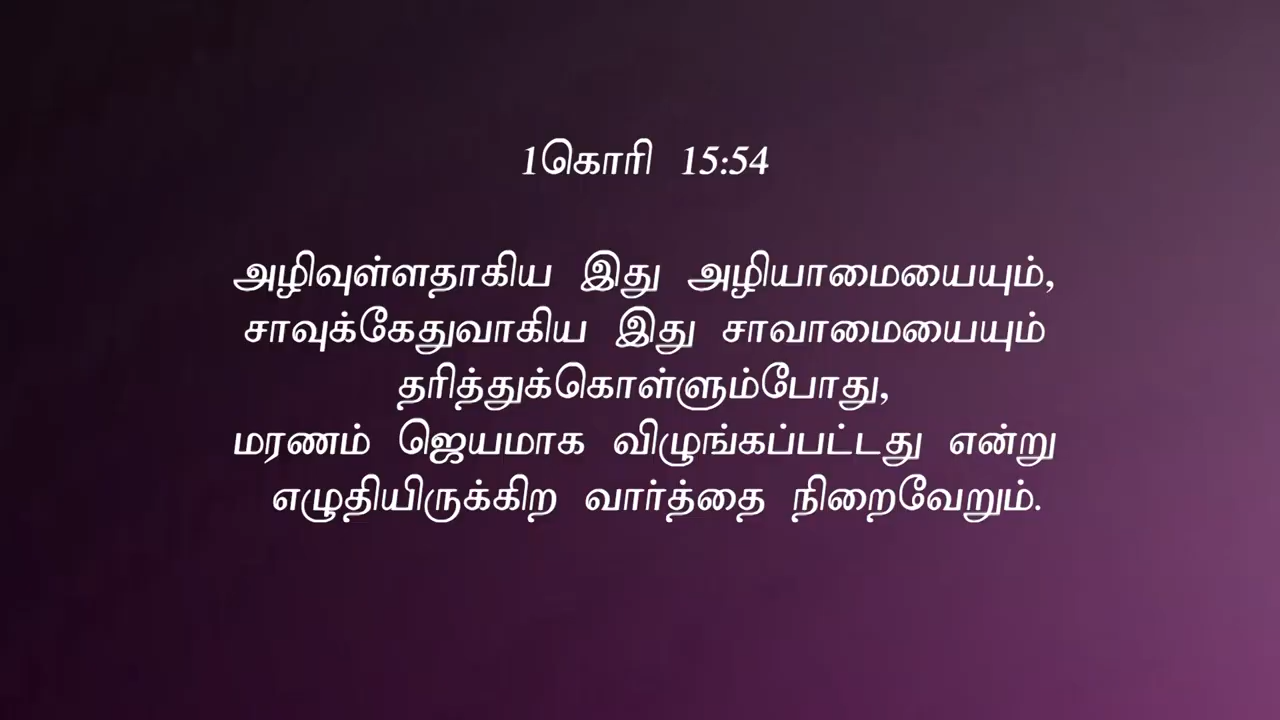 1கொரி 15:54
அழிவுள்ளதாகிய இது அழியாமையையும்,
சாவுக்கேதுவாகிய இது சாவாமையையும்
தரித்துக்கொள்ளும்போது,
மரணம் ஜெயமாக விழுங்கப்பட்டது என்று
எழுதியிருக்கிற வார்த்தை நிறைவேறும்.